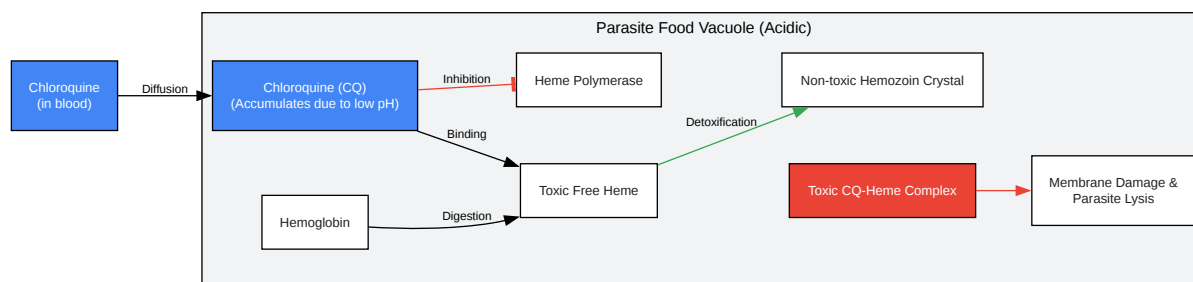 Parasite Food Vacuole (Acidic)
Chloroquine
(in blood)
Diffusion
Chloroquine (CQ)
(Accumulates due to low pH)
Inhibition
Heme Polymerase
Non-toxic Hemozoin Crystal
Binding
Detoxification
Hemoglobin
Digestion
Toxic Free Heme
Toxic CQ-Heme Complex
Membrane Damage &
Parasite Lysis